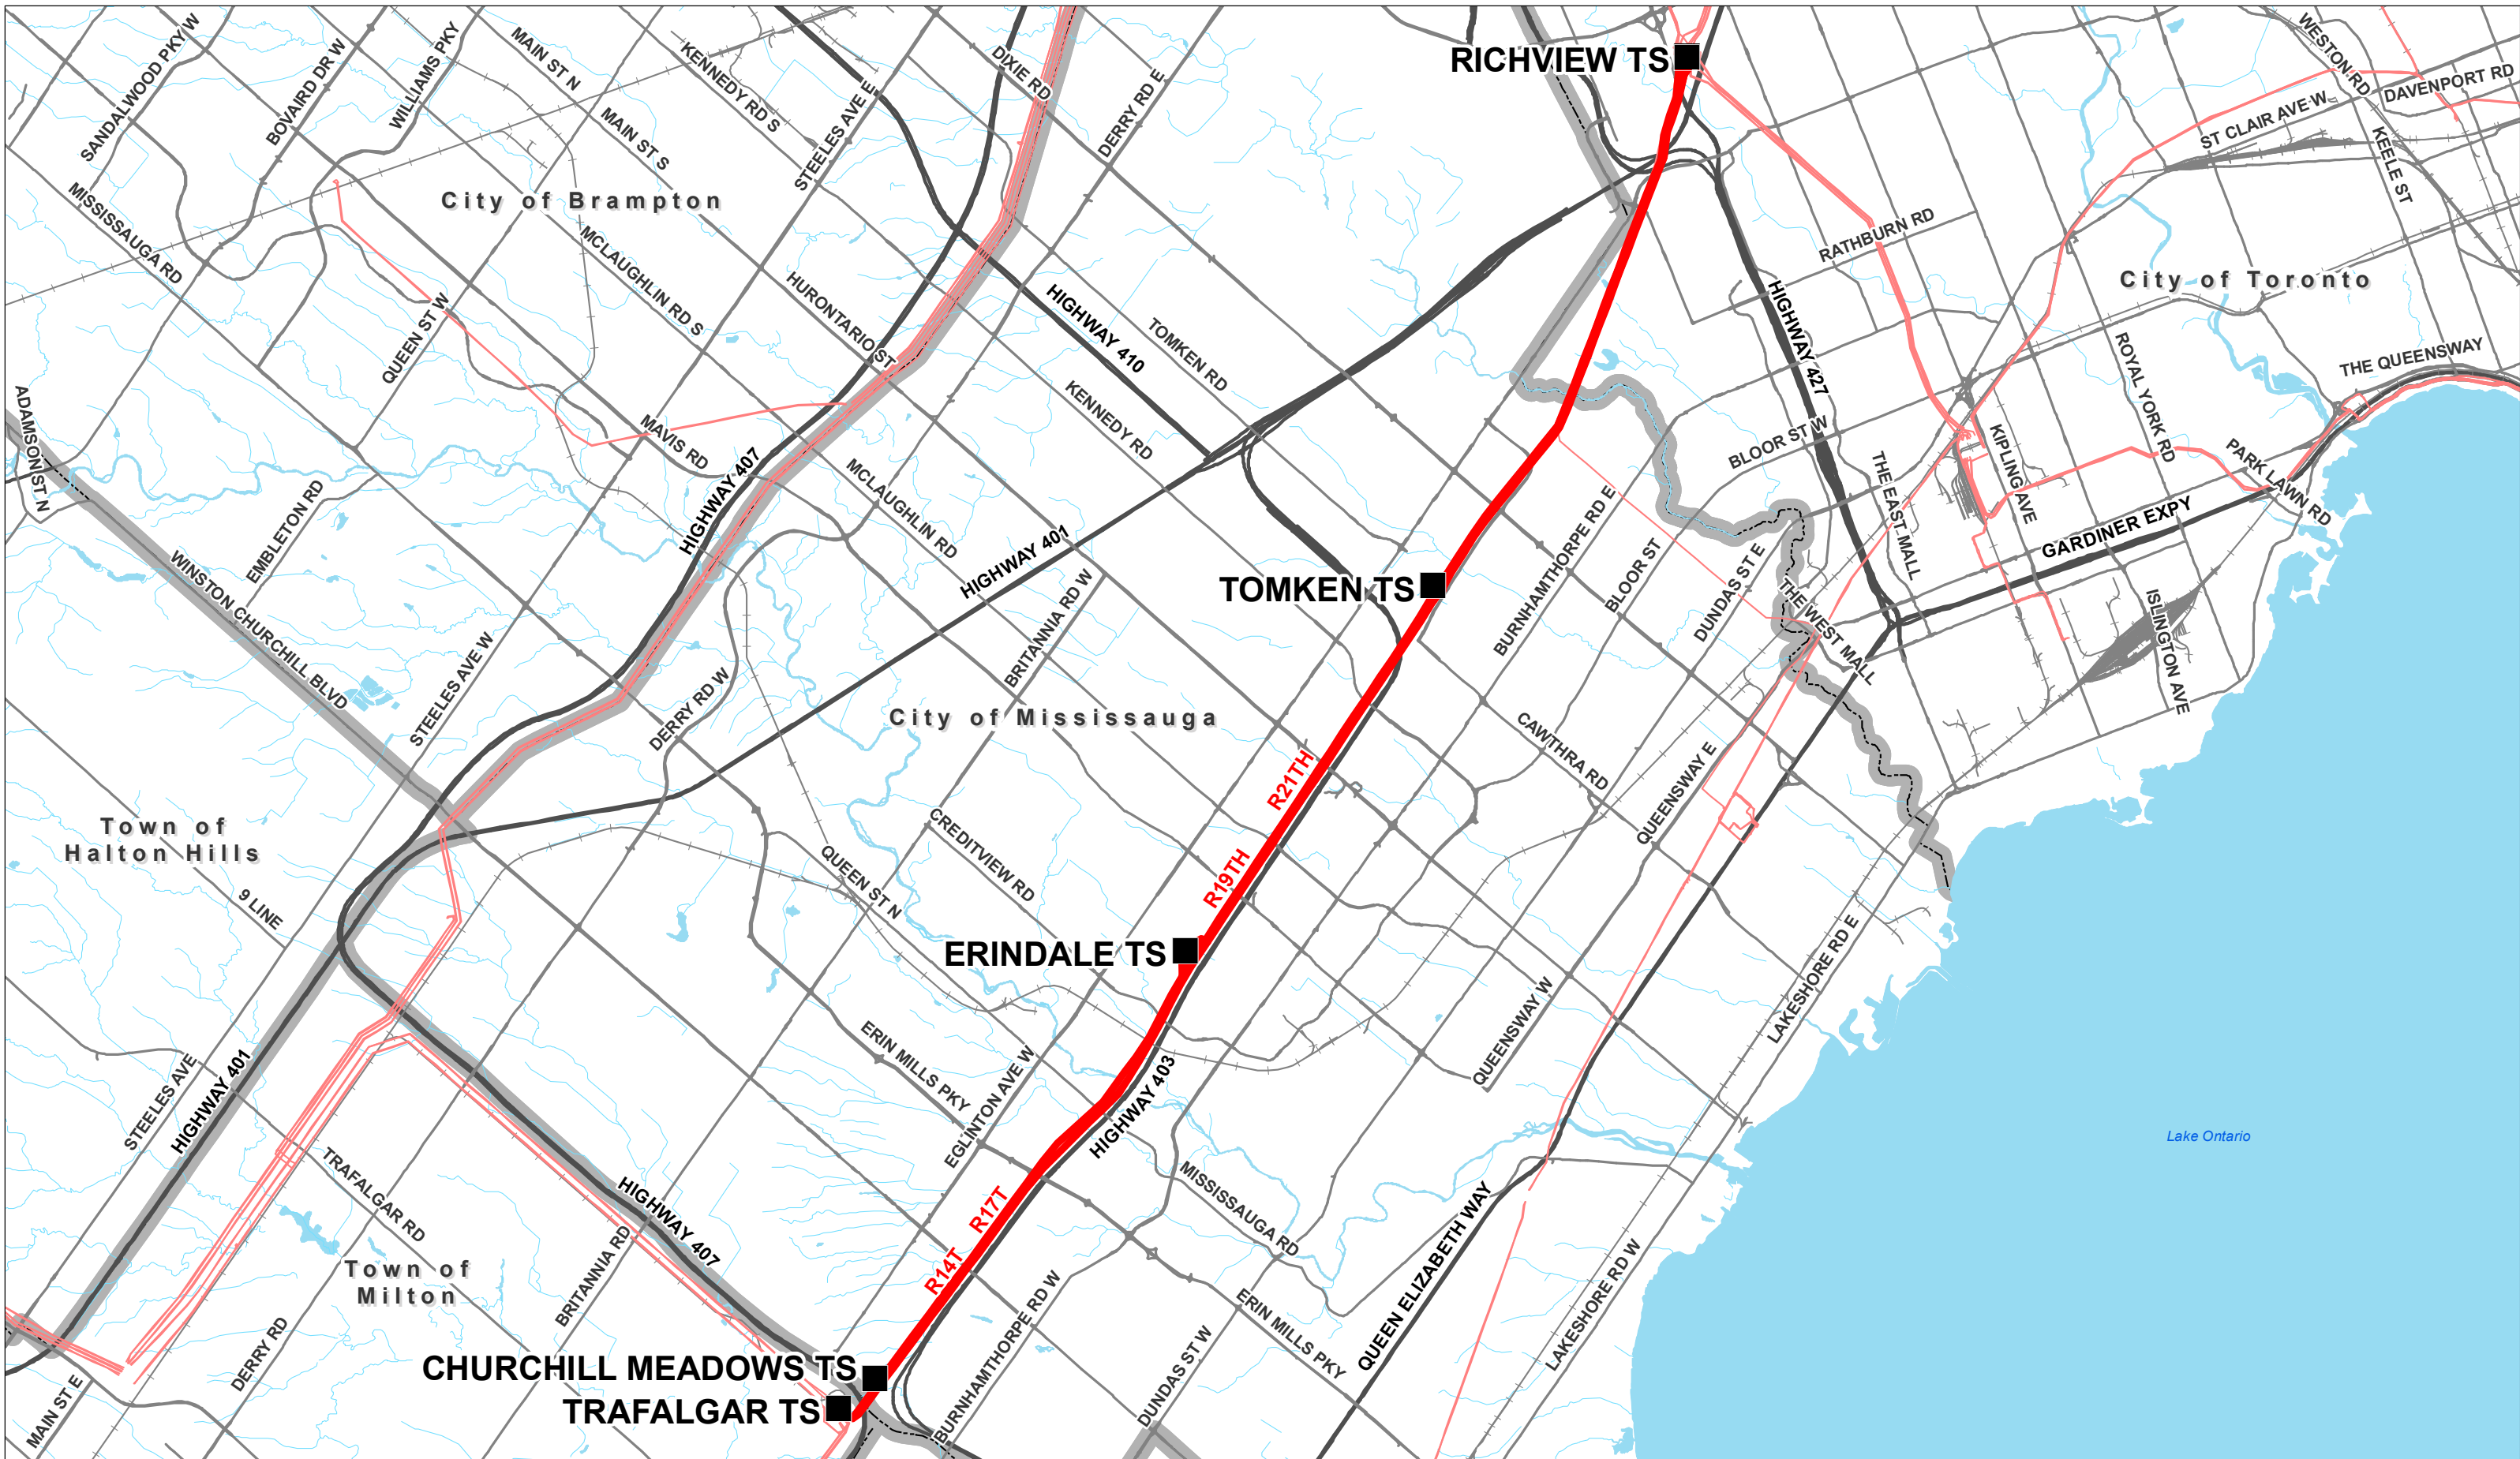 SANDALWOOD PKY W
BOVAIRD DR W
WILLIAMS PKY
MAIN ST N
MAIN ST S
KENNEDY RD S
STEELES AVE E
DIXIE RD
DERRY RD E
RICHVIEW TS
WESTON RD
DAVENPORT RD
ST CLAIR AVE W
KEELE ST
City of Brampton
MISSISSAUGA RD
MCLAUGHLIN RD S
HURONTARIO ST
QUEEN ST W
HIGHWAY 410
TOMKEN RD
KENNEDY RD
RATHBURN RD
City of Toronto
HIGHWAY 427
ROYAL YORK RD
THE QUEENSWAY
ADAMSON ST N
MAVIS RD
HIGHWAY 407
MCLAUGHLIN RD
BLOOR ST W
THE EAST MALL
KIPLING AVE
PARK LAWN RD
GARDINER EXPY
EMBLETON RD
WINSTON CHURCHILL BLVD
HIGHWAY 401
BRITANNIA RD W
TOMKEN TS
BURNHAMTHORPE RD E
BLOOR ST
DUNDAS ST E
THE WEST MALL
ISLINGTON AVE
STEELES AVE W
DERRY RD W
City of Mississauga
CAWTHRA RD
QUEENSWAY E
R21TH
R19TH
Town of
Halton Hills
9 LINE
CREDITVIEW RD
QUEEN ST N
ERINDALE TS
LAKESHORE RD E
QUEENSWAY W
ERIN MILLS PKY
EGLINTON AVE W
HIGHWAY 403
STEELES AVE
HIGHWAY 401
TRAFALGAR RD
HIGHWAY 407
Lake Ontario
MISSISSAUGA RD
R17T
R14T
QUEEN ELIZABETH WAY
Town of
Milton
BRITANNIA RD
DERRY RD
BURNHAMTHORPE RD W
ERIN MILLS PKY
LAKESHORE RD W
DUNDAS ST W
MAIN ST E
CHURCHILL MEADOWS TS
TRAFALGAR TS